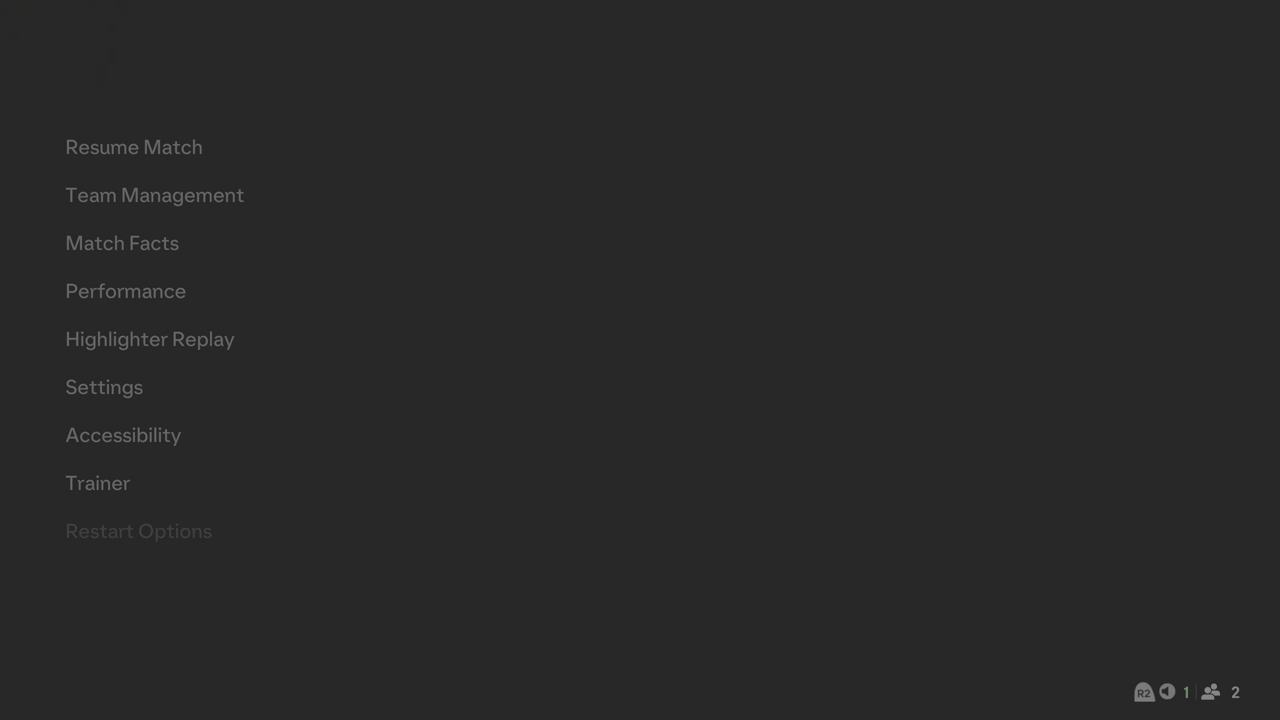 Resume Match
Team Management
Match Facts
Performance
Highlighter Replay
Settings
Accessibility
Trainer
Restart Options
R2 1 2